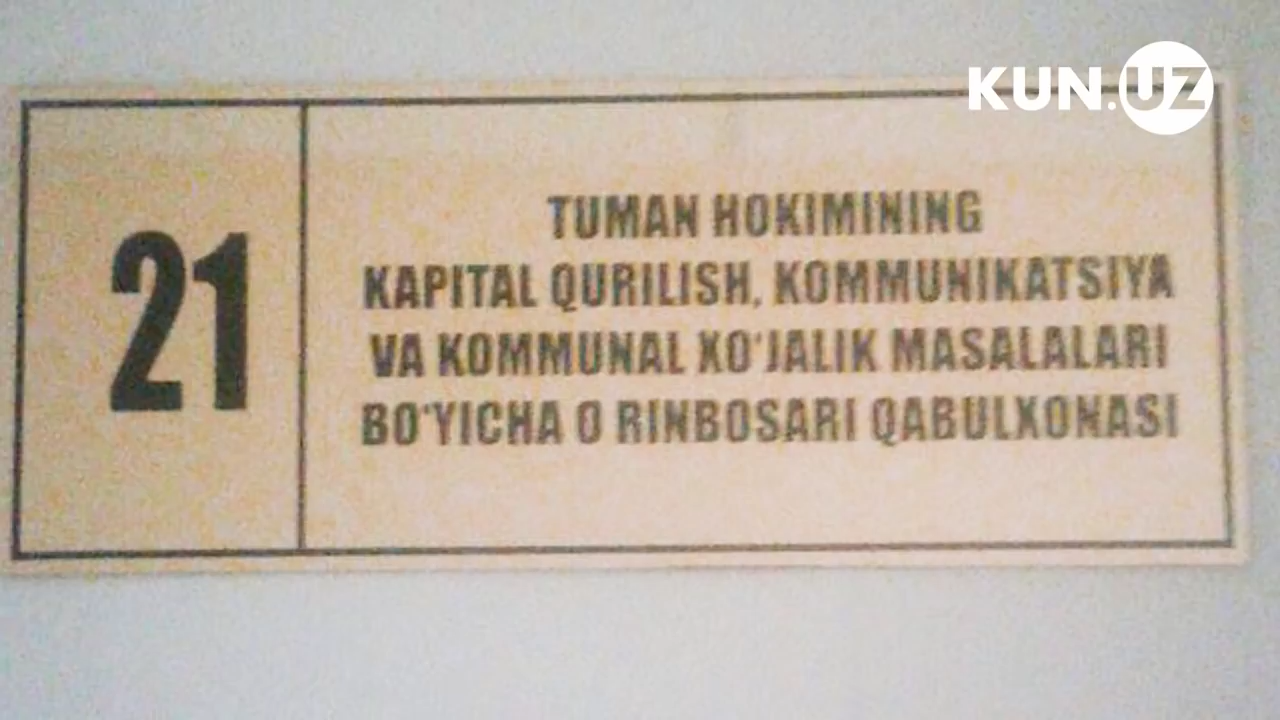 KUN.UZ
21
TUMAN HOKIMINING
KAPITAL QURILISH, KOMMUNIKATSIYA
VA KOMMUNAL XO'JALIK MASALALARI
BO'YICHA O RINBOSARI QABULXONASI